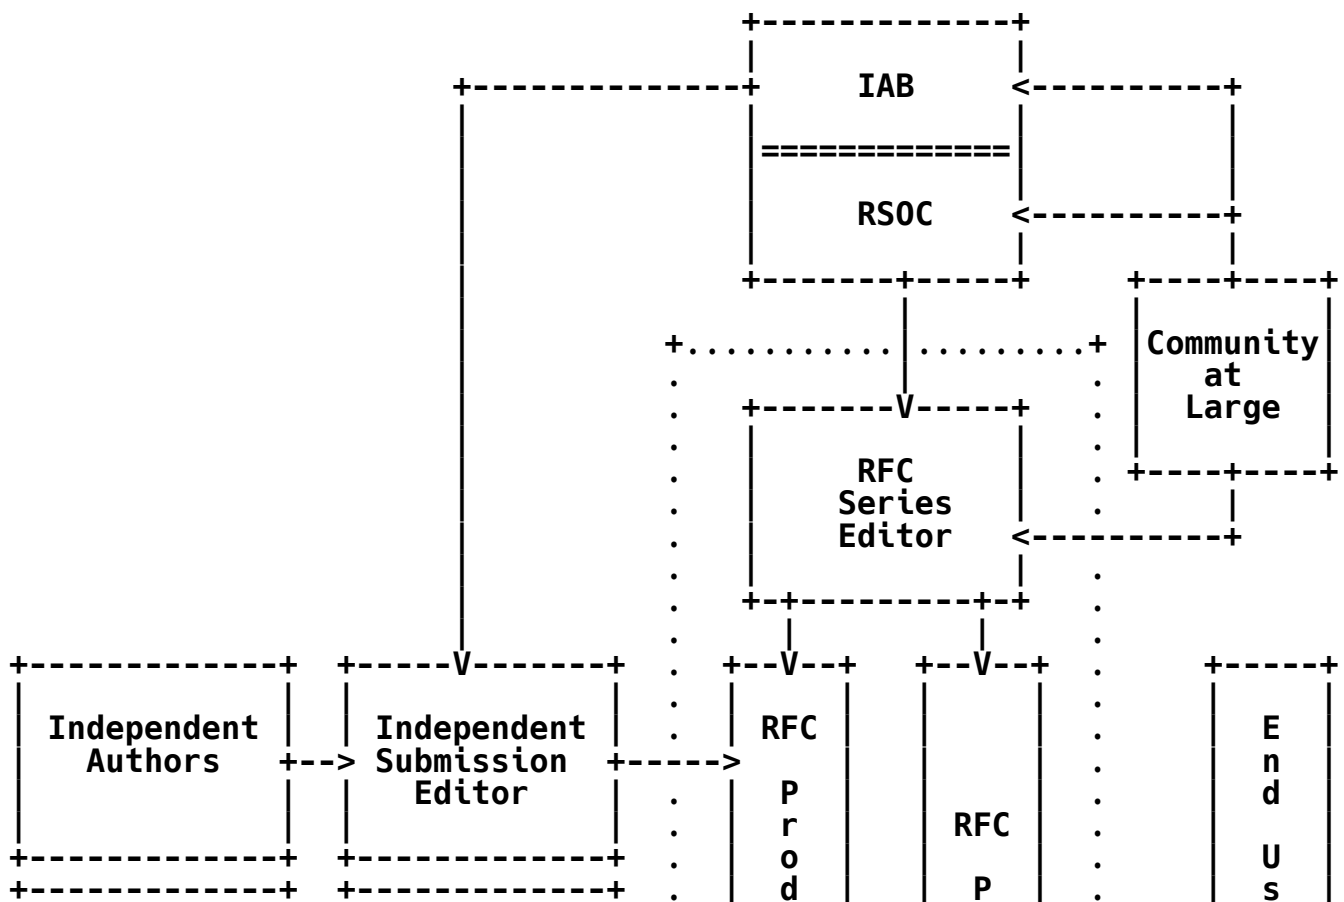 IAB
=============
RSOC
Community
at
Large
RFC
Series
Editor
Independent Independent RFC E
Authors Submission n
Editor P d
r RFC
o U
d P s